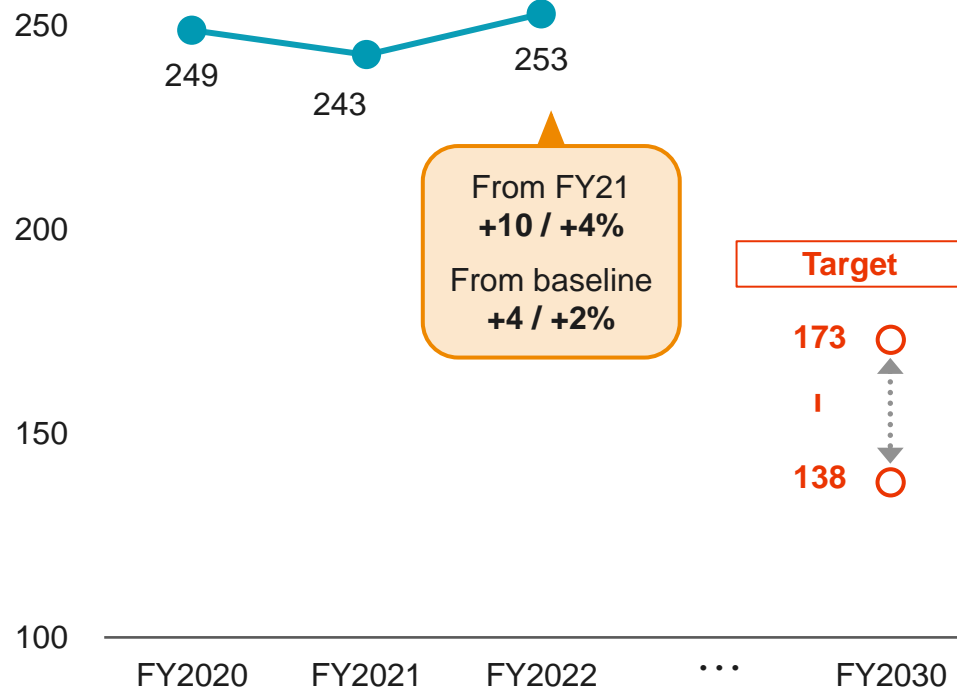 250
249
243
253
From FY21
+10 / +4%
From baseline
+4 / +2%
200
Target
173
-
138
150
100
FY2020 FY2021 FY2022 ... FY2030